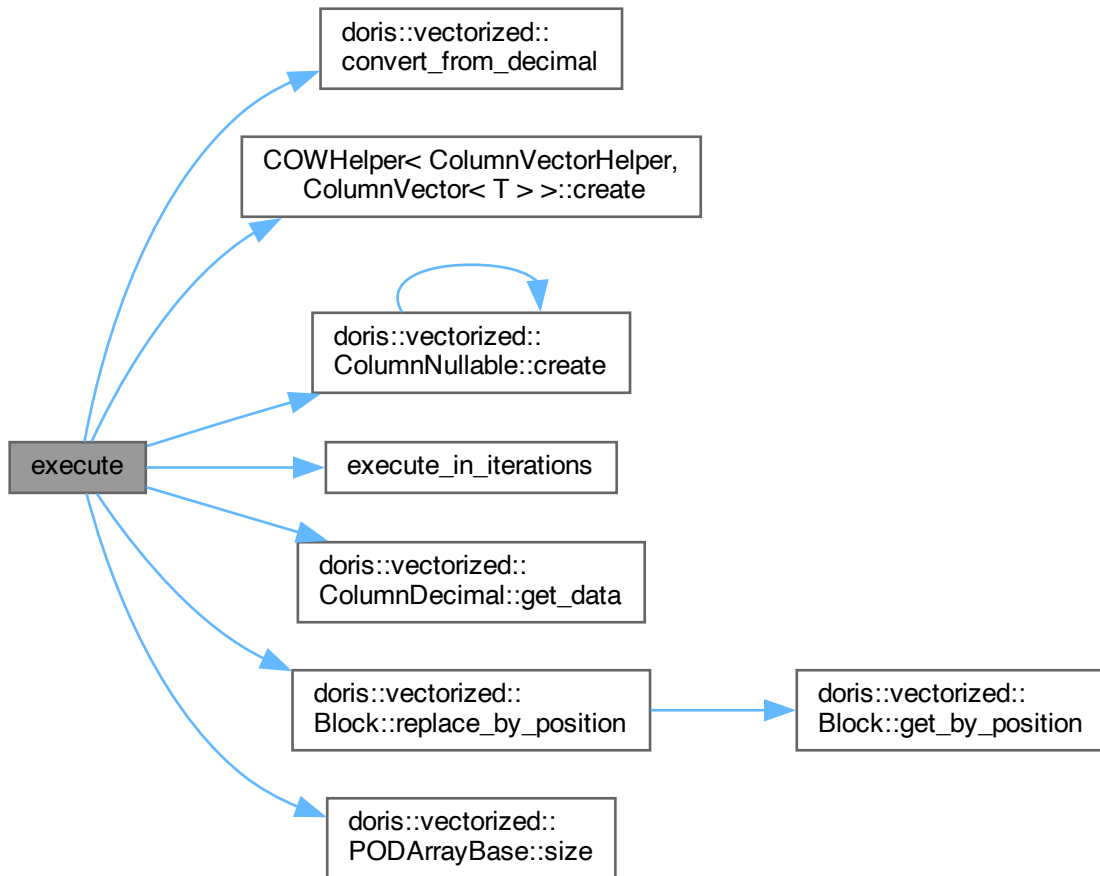 doris::vectorized::
convert_from_decimal
COWHelper< ColumnVectorHelper,
ColumnVector< T > >::create
doris::vectorized::
ColumnNullable::create
execute
execute_in_iterations
doris::vectorized::
ColumnDecimal::get_data
doris::vectorized::
Block::replace_by_position
doris::vectorized::
Block::get_by_position
doris::vectorized::
PODArrayBase::size